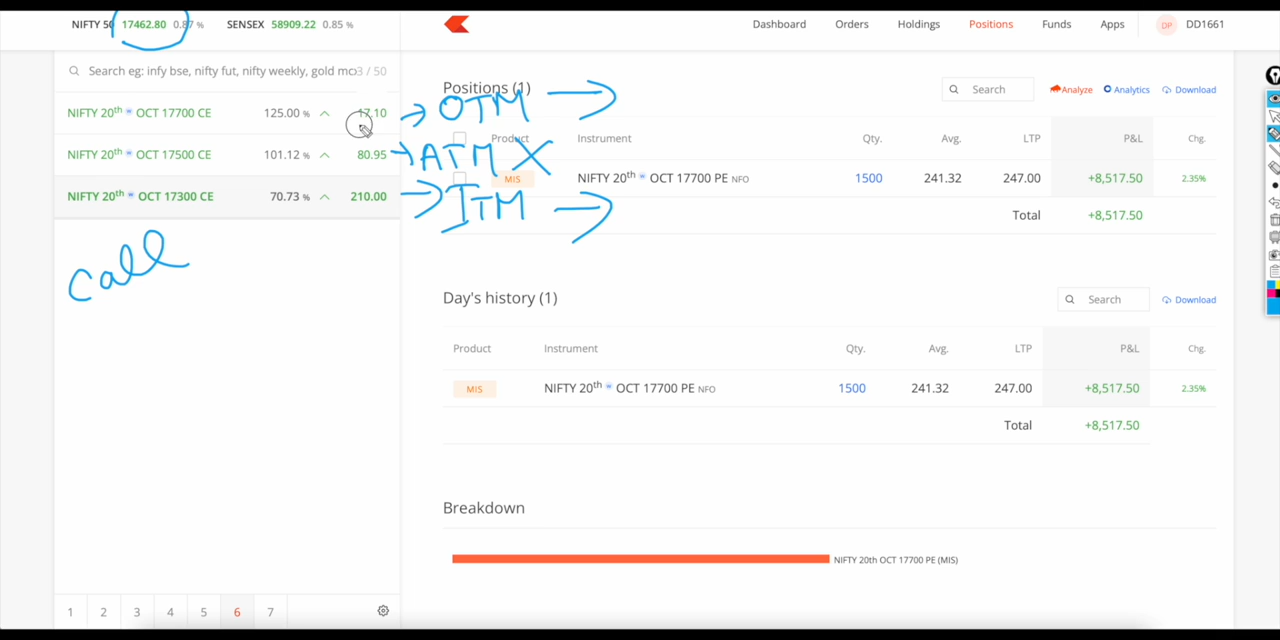 NIFTY 50 17462.80 0.87 % SENSEX 58909.22 0.85 %
Dashboard Orders Holdings Positions Funds Apps DP DD1661
Search eg: infy bse, nifty fut, nifty weekly, gold mcx 3 / 50
NIFTY 20th w OCT 17700 CE 125.00 % 17.10
NIFTY 20th w OCT 17500 CE 101.12 % 80.95
NIFTY 20th w OCT 17300 CE 70.73 % 210.00
call
OTM
ATM X
ITM
Positions (1) Search Analyze Analytics Download
Product Instrument Qty. Avg. LTP P&L Chg.
MIS NIFTY 20th w OCT 17700 PE NFO 1500 241.32 247.00 +8,517.50 2.35%
Total +8,517.50
Day's history (1) Search Download
Product Instrument Qty. Avg. LTP P&L Chg.
MIS NIFTY 20th w OCT 17700 PE NFO 1500 241.32 247.00 +8,517.50 2.35%
Total +8,517.50
Breakdown
NIFTY 20th OCT 17700 PE (MIS)
1 2 3 4 5 6 7